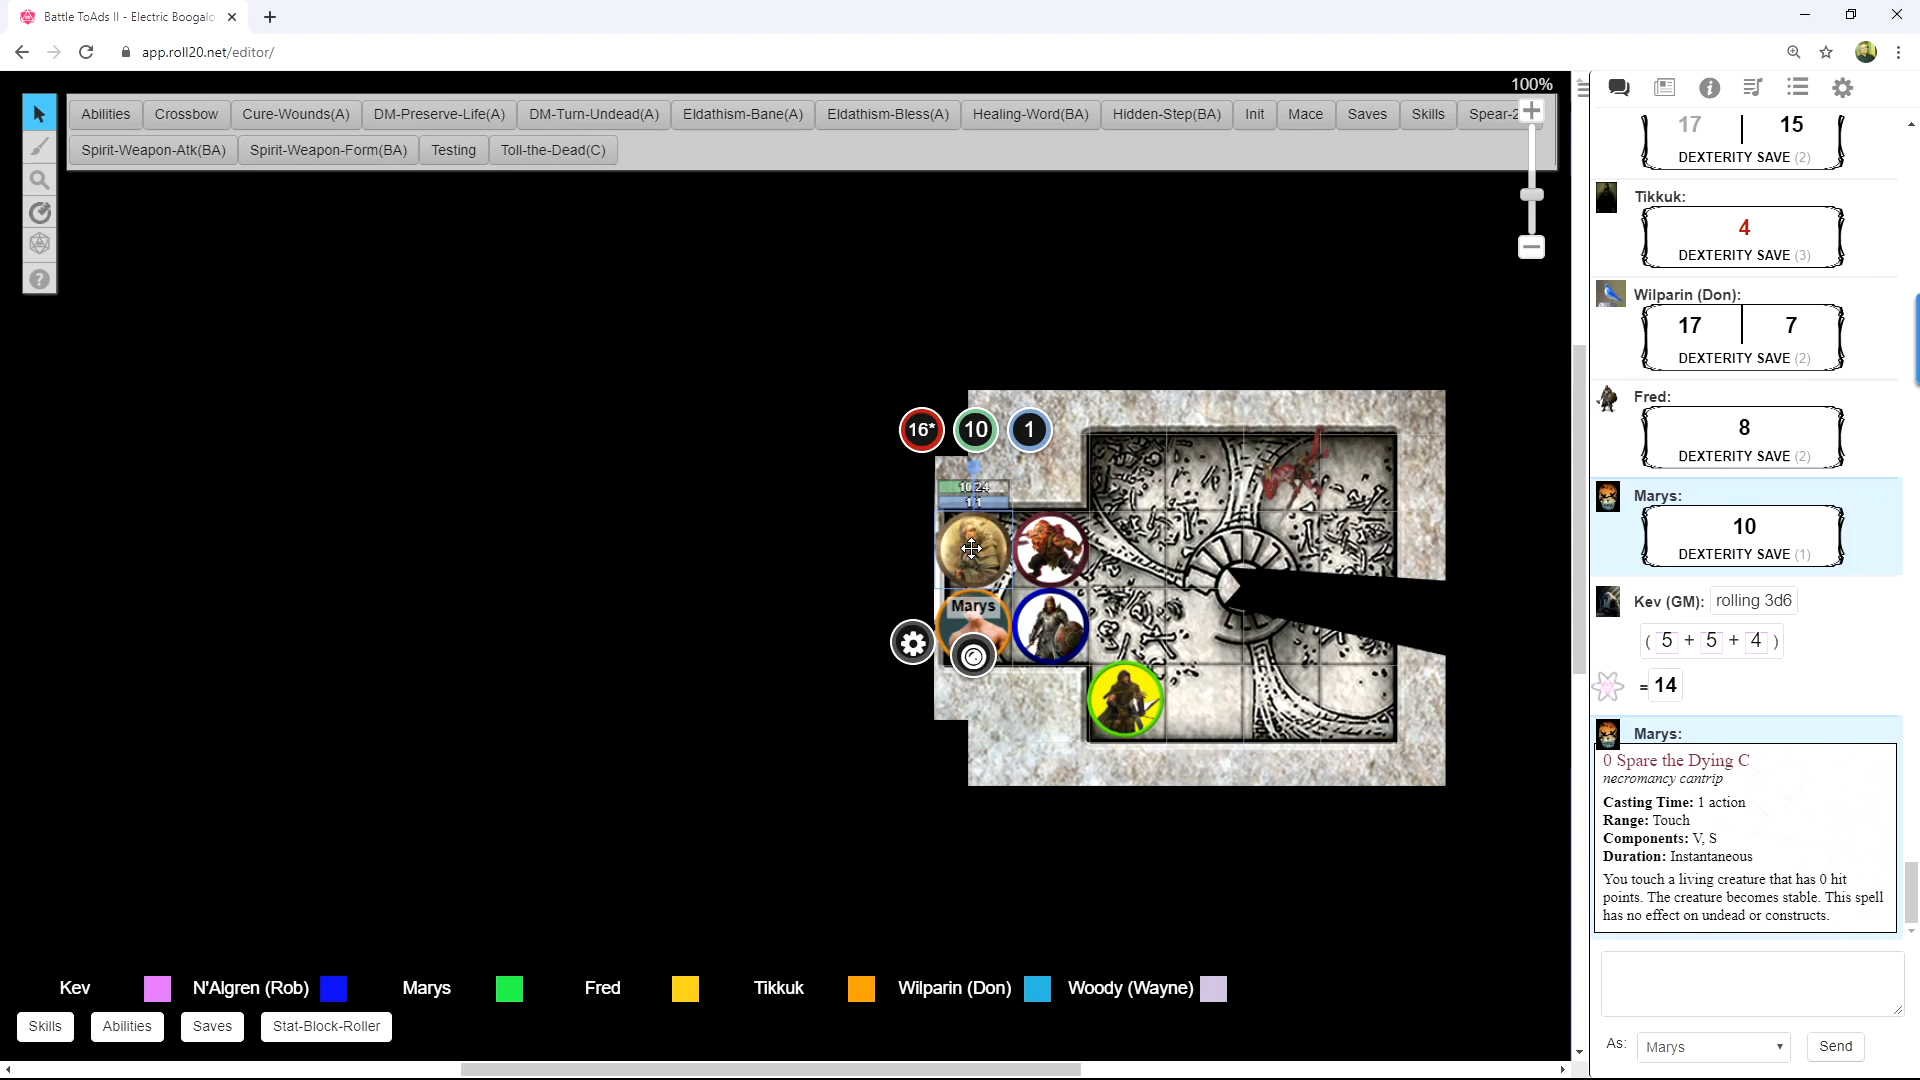 Battle ToAds II - Electric Boogalo
app.roll20.net/editor/
100%
Abilities
Crossbow
Cure-Wounds(A)
DM-Preserve-Life(A)
DM-Turn-Undead(A)
Eldathism-Bane(A)
Eldathism-Bless(A)
Healing-Word(BA)
Hidden-Step(BA)
Init
Mace
Saves
Skills
Spear-2
Spirit-Weapon-Atk(BA)
Spirit-Weapon-Form(BA)
Testing
Toll-the-Dead(C)
16*
10
1
10/24
1/1
Marys
17 15
DEXTERITY SAVE (2)
Tikkuk:
4
DEXTERITY SAVE (3)
Wilparin (Don):
17 7
DEXTERITY SAVE (2)
Fred:
8
DEXTERITY SAVE (2)
Marys:
10
DEXTERITY SAVE (1)
Kev (GM): rolling 3d6
( 5 + 5 + 4 )
= 14
Marys:
0 Spare the Dying C
necromancy cantrip
Casting Time: 1 action
Range: Touch
Components: V, S
Duration: Instantaneous
You touch a living creature that has 0 hit
points. The creature becomes stable. This spell
has no effect on undead or constructs.
Kev
N'Algren (Rob)
Marys
Fred
Tikkuk
Wilparin (Don)
Woody (Wayne)
Skills
Abilities
Saves
Stat-Block-Roller
As: Marys
Send